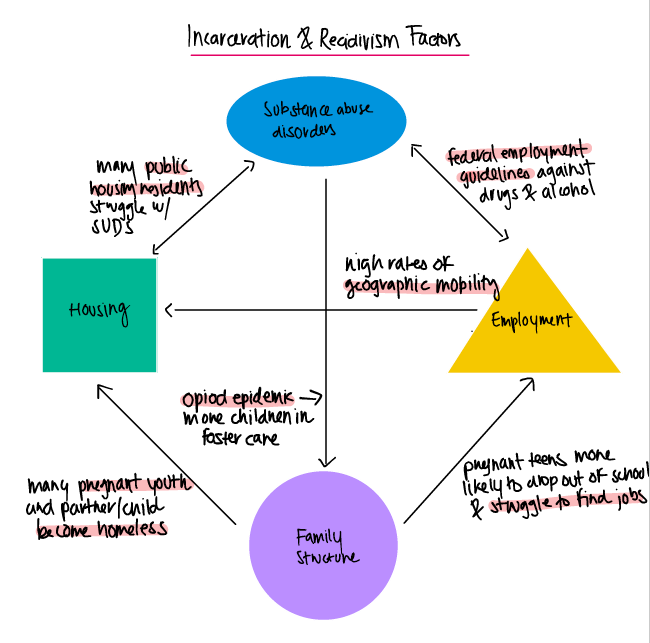 Incarceration & Recidivism Factors
Substance abuse
disorders
many public
housing residents
struggle w/
SUDs
federal employment
guidelines against
drugs & alcohol
high rates of
geographic mobility
Housing
Employment
opiod epidemic
more children in
foster care
many pregnant youth
and partner/child
become homeless
pregnant teens more
likely to drop out of school
& struggle to find jobs
Family
Structure